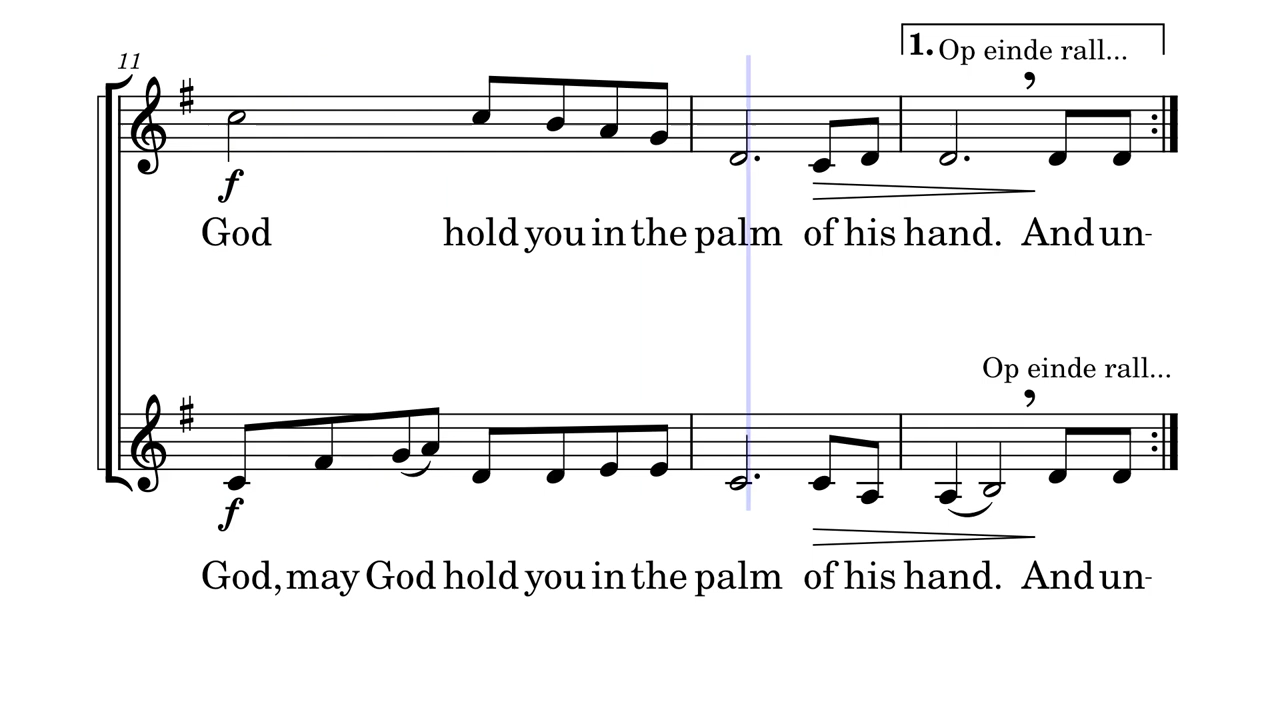 11
1. Op einde rall...
f
God hold you in the palm of his hand. And un-
Op einde rall...
f
God, may God hold you in the palm of his hand. And un-